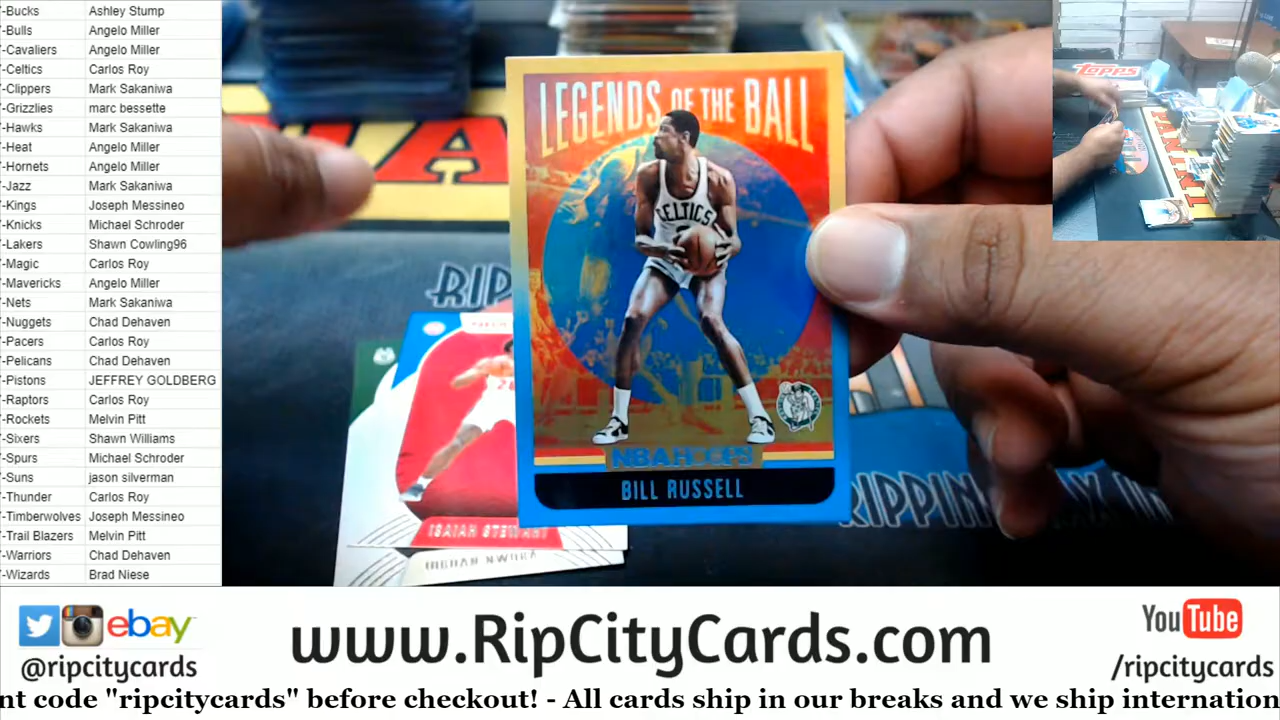 -Bucks Ashley Stump
-Bulls Angelo Miller
-Cavaliers Angelo Miller
-Celtics Carlos Roy
-Clippers Mark Sakaniwa
-Grizzlies marc bessette
-Hawks Mark Sakaniwa
-Heat Angelo Miller
-Hornets Angelo Miller
-Jazz Mark Sakaniwa
-Kings Joseph Messineo
-Knicks Michael Schroder
-Lakers Shawn Cowling96
-Magic Carlos Roy
-Mavericks Angelo Miller
-Nets Mark Sakaniwa
-Nuggets Chad Dehaven
-Pacers Carlos Roy
-Pelicans Chad Dehaven
-Pistons JEFFREY GOLDBERG
-Raptors Carlos Roy
-Rockets Melvin Pitt
-Sixers Shawn Williams
-Spurs Michael Schroder
-Suns jason silverman
-Thunder Carlos Roy
-Timberwolves Joseph Messineo
-Trail Blazers Melvin Pitt
-Warriors Chad Dehaven
-Wizards Brad Niese
LEGENDS OF THE BALL
CELTICS
NBA HOOPS
BILL RUSSELL
ISAIAH STEWART
RIP
RIPPIN
TOPPS
PANINI
ebay
@ripcitycards
www.RipCityCards.com
YouTube
/ripcitycards
nt code "ripcitycards" before checkout! - All cards ship in our breaks and we ship internation